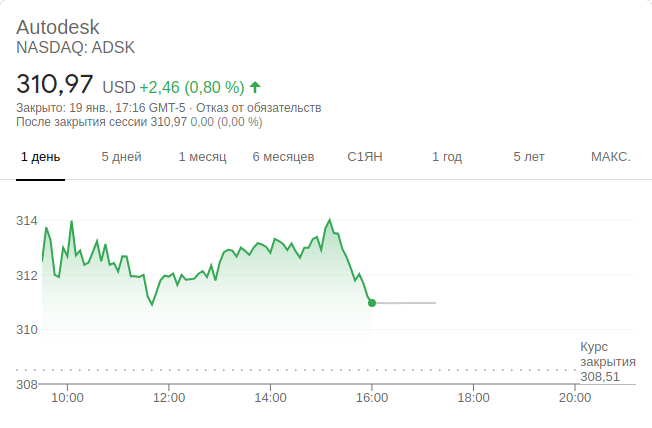 Autodesk
NASDAQ: ADSK
310,97 USD +2,46 (0,80 %)
Закрыто: 19 янв., 17:16 GMT-5 · Отказ от обязательств
После закрытия сессии 310,97 0,00 (0,00 %)
1 день 5 дней 1 месяц 6 месяцев С1ЯН 1 год 5 лет МАКС.
314
312
310
Курс
закрытия
308,51
308
10:00 12:00 14:00 16:00 18:00 20:00